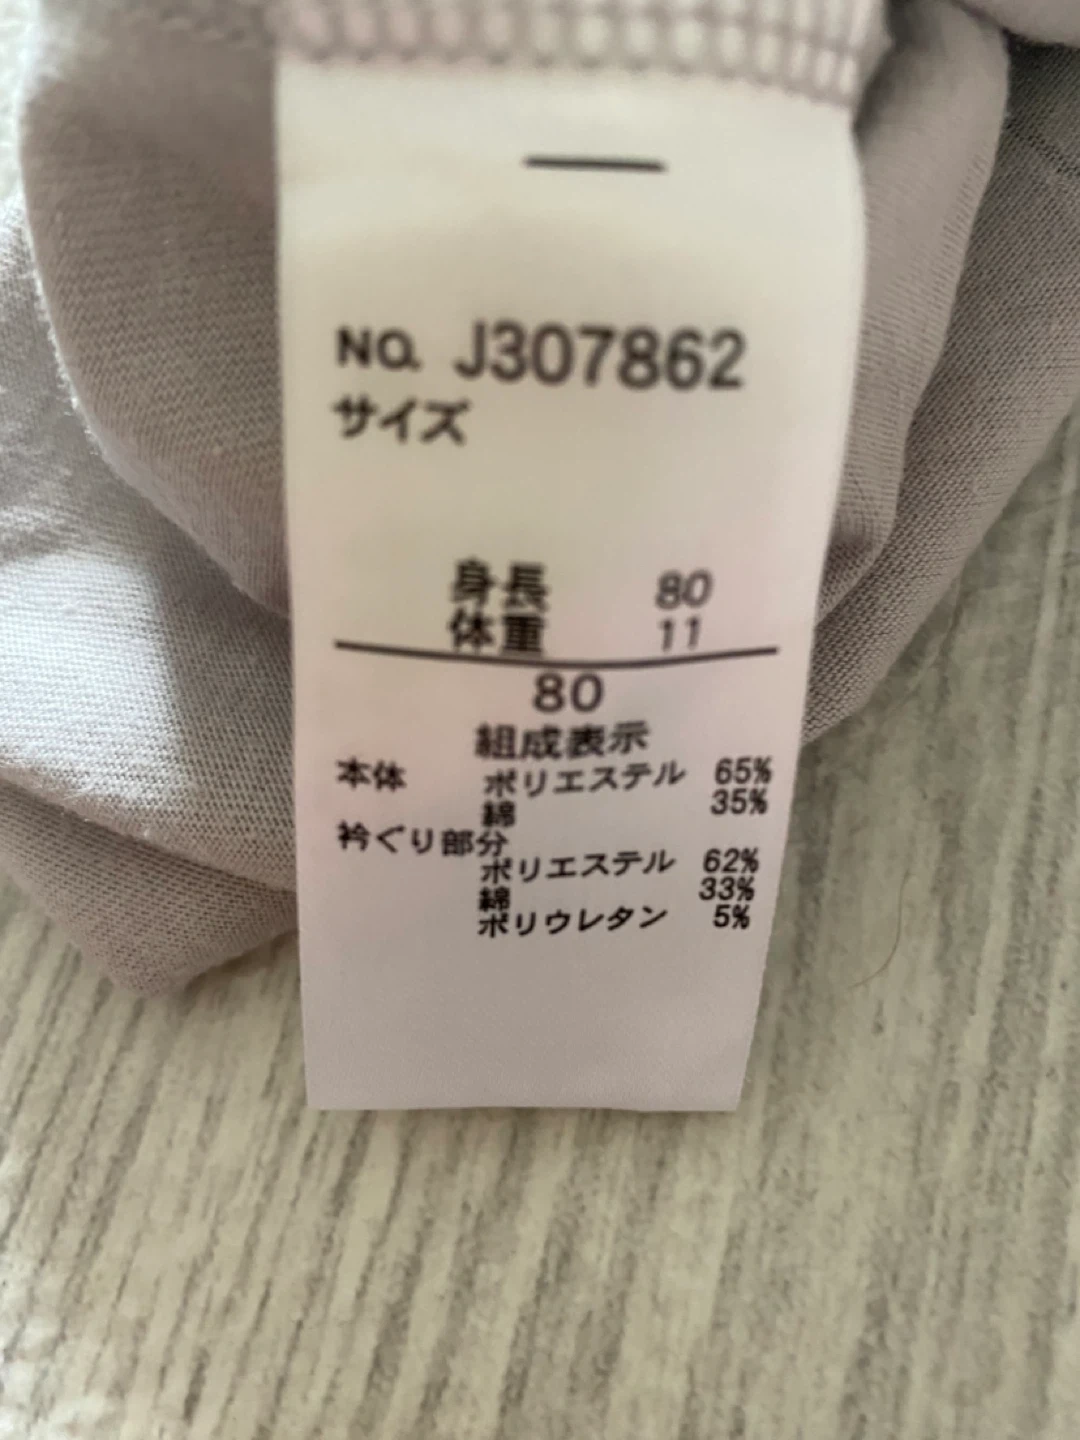 NO. J307862
サイズ
身長 80
体重 11
80
組成表示
本体 ポリエステル 65%
綿 35%
衿ぐり部分
ポリエステル 62%
綿 33%
ポリウレタン 5%